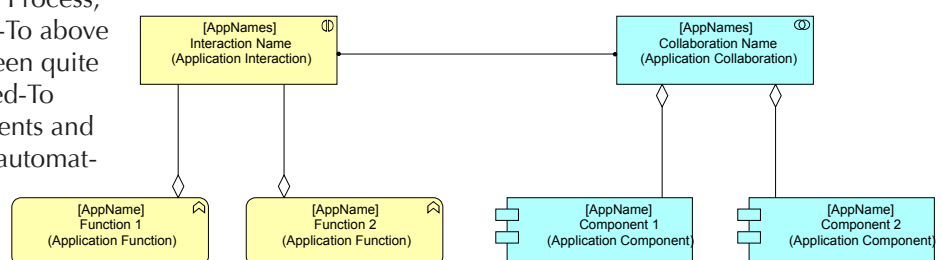 Process,
-To above
een quite
ed-To
ents and
automat-
[AppNames]
Interaction Name
(Application Interaction)
[AppNames]
Collaboration Name
(Application Collaboration)
[AppName]
Function 1
(Application Function)
[AppName]
Function 2
(Application Function)
[AppName]
Component 1
(Application Component)
[AppName]
Component 2
(Application Component)